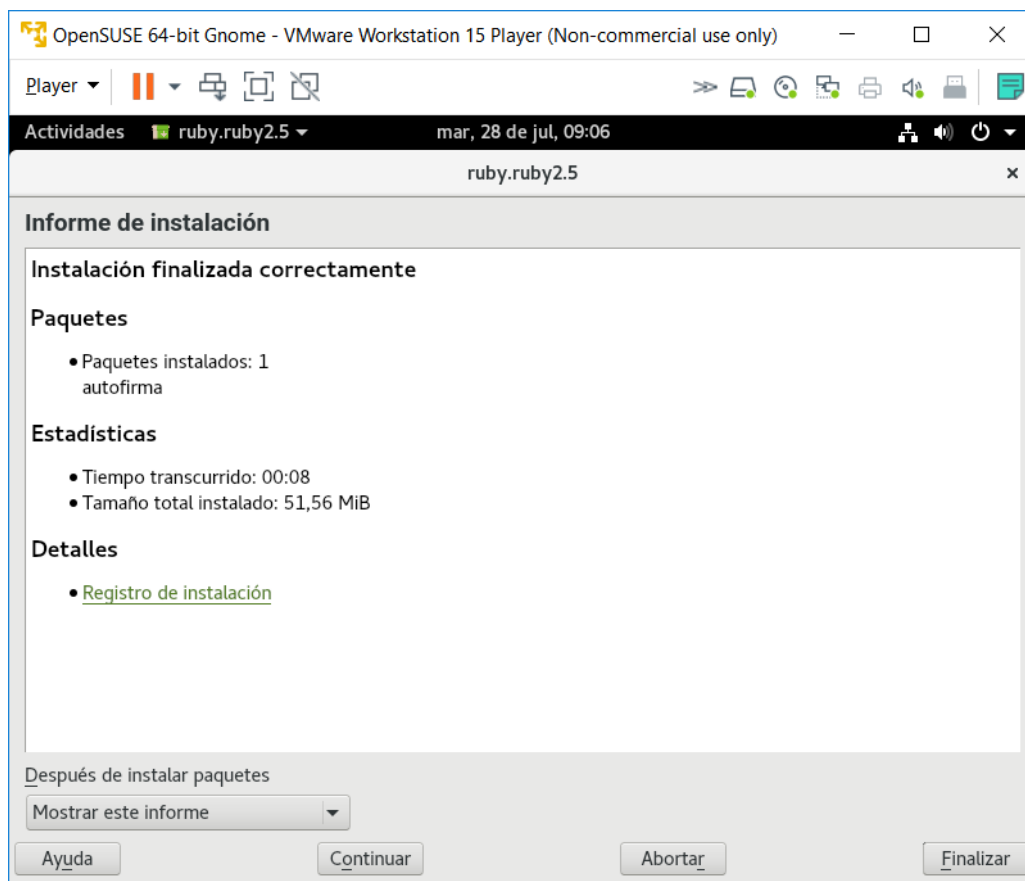 OpenSUSE 64-bit Gnome - VMware Workstation 15 Player (Non-commercial use only)
Player
Actividades ruby.ruby2.5 mar, 28 de jul, 09:06
ruby.ruby2.5
Informe de instalación
Instalación finalizada correctamente
Paquetes
• Paquetes instalados: 1
autofirma
Estadísticas
• Tiempo transcurrido: 00:08
• Tamaño total instalado: 51,56 MiB
Detalles
• Registro de instalación
Después de instalar paquetes
Mostrar este informe
Ayuda Continuar Abortar Finalizar